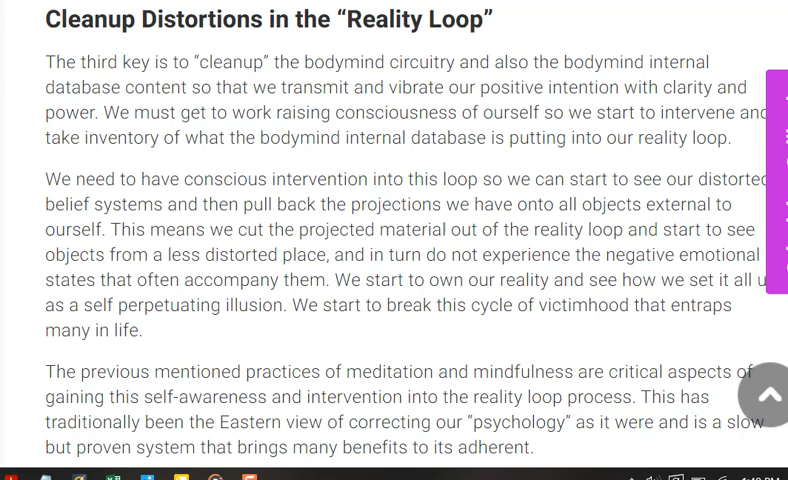 Cleanup Distortions in the “Reality Loop”
The third key is to “cleanup” the bodymind circuitry and also the bodymind internal
database content so that we transmit and vibrate our positive intention with clarity and
power. We must get to work raising consciousness of ourself so we start to intervene and
take inventory of what the bodymind internal database is putting into our reality loop.
We need to have conscious intervention into this loop so we can start to see our distorted
belief systems and then pull back the projections we have onto all objects external to
ourself. This means we cut the projected material out of the reality loop and start to see
objects from a less distorted place, and in turn do not experience the negative emotional
states that often accompany them. We start to own our reality and see how we set it all
as a self perpetuating illusion. We start to break this cycle of victimhood that entraps
many in life.
The previous mentioned practices of meditation and mindfulness are critical aspects of
gaining this self-awareness and intervention into the reality loop process. This has
traditionally been the Eastern view of correcting our “psychology” as it were and is a slow
but proven system that brings many benefits to its adherent.